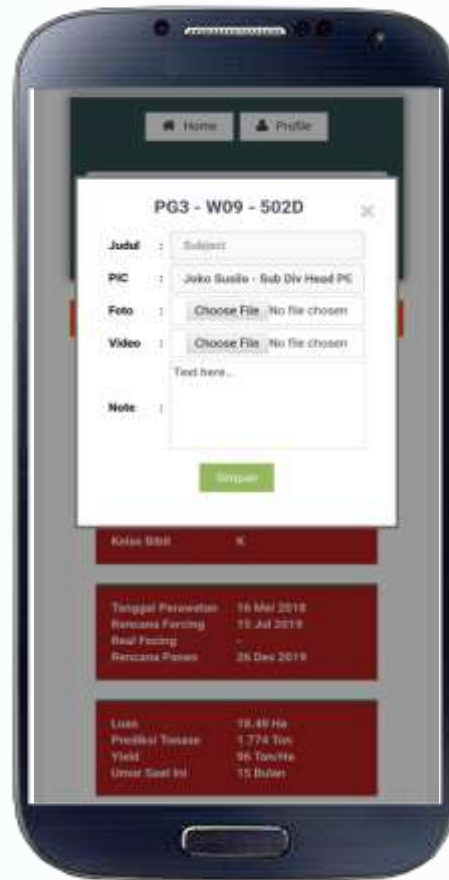 Home Profile
PG3 - W09 - 502D
×
Judul : Subject
PIC : Joko Susilo - Sub Div Head PG
Foto : Choose File No file chosen
Video : Choose File No file chosen
Text here...
Note :
Simpan
Kelas Bibit K
Tanggal Perawatan 16 Mei 2018
Rencana Forcing 15 Jul 2019
Real Focing -
Rencana Panen 26 Des 2019
Luas 18.48 Ha
Prediksi Tonase 1.774 Ton
Yield 96 Ton/Ha
Umur Saat Ini 15 Bulan